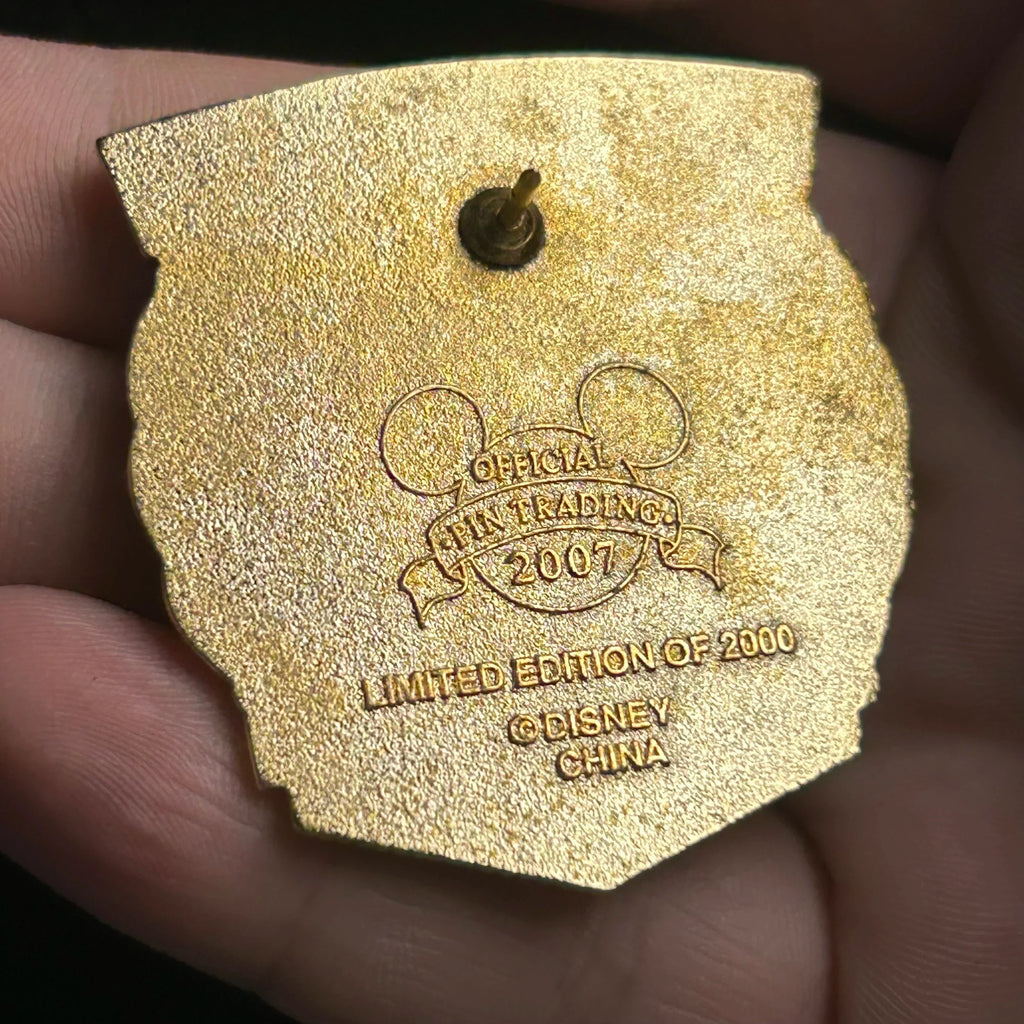 OFFICIAL
•PIN TRADING•
2007
LIMITED EDITION OF 2000
©DISNEY
CHINA